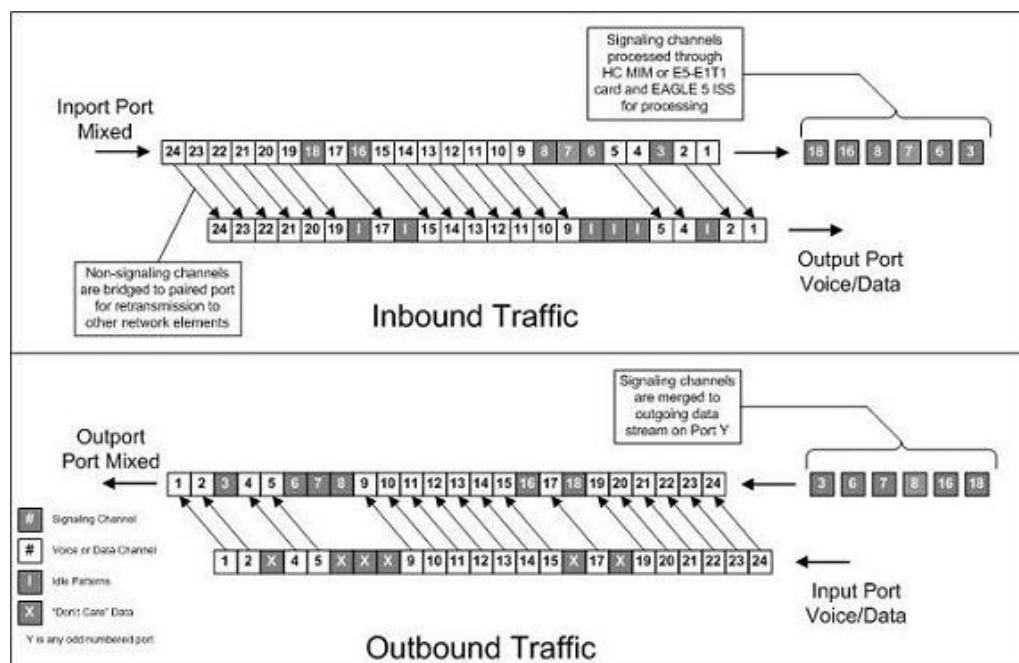 Signaling channels
processed through
HC MIM or E5-E1T1
card and EAGLE 5 ISS
for processing
Inport Port
Mixed
24 23 22 21 20 19 18 17 16 15 14 13 12 11 10 9 8 7 6 5 4 3 2 1
18 16 8 7 6 3
24 23 22 21 20 19 I 17 I 15 14 13 12 11 10 9 I I I 5 4 I 2 1
Non-signaling channels
are bridged to paired port
for retransmission to
other network elements
Output Port
Voice/Data
Inbound Traffic
Signaling channels
are merged to
outgoing data
stream on Port Y
Outport
Port Mixed
1 2 3 4 5 6 7 8 9 10 11 12 13 14 15 16 17 18 19 20 21 22 23 24
3 6 7 8 16 18
1 2 X 4 5 X X X 9 10 11 12 13 14 15 X 17 X 19 20 21 22 23 24
Input Port
Voice/Data
# Signaling Channel
# Voice or Data Channel
I Idle Patterns
X "Don't Care" Data
Y is any odd numbered port
Outbound Traffic